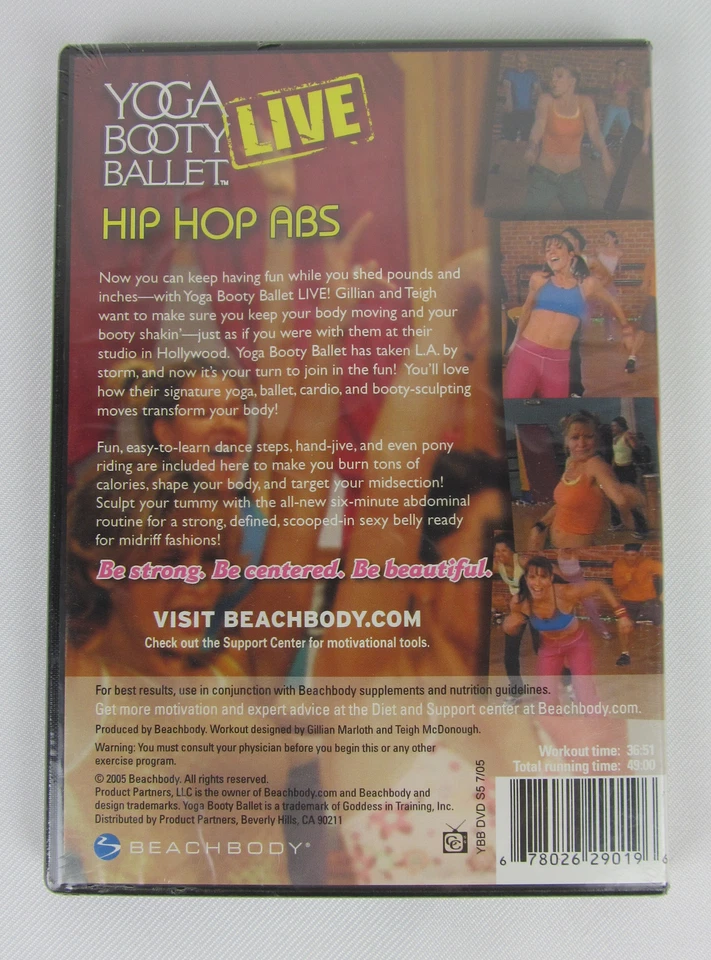 YOGA
BOOTY
BALLET™
LIVE
HIP HOP ABS
Now you can keep having fun while you shed pounds and
inches—with Yoga Booty Ballet LIVE! Gillian and Teigh
want to make sure you keep your body moving and your
booty shakin'—just as if you were with them at their
studio in Hollywood. Yoga Booty Ballet has taken L.A. by
storm, and now it's your turn to join in the fun! You'll love
how their signature yoga, ballet, cardio, and booty-sculpting
moves transform your body!
Fun, easy-to-learn dance steps, hand-jive, and even pony
riding are included here to make you burn tons of
calories, shape your body, and target your midsection!
Sculpt your tummy with the all-new six-minute abdominal
routine for a strong, defined, scooped-in sexy belly ready
for midriff fashions!
Be strong. Be centered. Be beautiful.
VISIT BEACHBODY.COM
Check out the Support Center for motivational tools.
For best results, use in conjunction with Beachbody supplements and nutrition guidelines.
Get more motivation and expert advice at the Diet and Support center at Beachbody.com.
Produced by Beachbody. Workout designed by Gillian Marloth and Teigh McDonough.
Warning: You must consult your physician before you begin this or any other
exercise program.
Workout time: 36:51
Total running time: 49:00
© 2005 Beachbody. All rights reserved.
Product Partners, LLC is the owner of Beachbody.com and Beachbody and
design trademarks. Yoga Booty Ballet is a trademark of Goddess in Training, Inc.
Distributed by Product Partners, Beverly Hills, CA 90211
BEACHBODY®
CC
YBB DVD S5 7/05
6 78026 29019 6